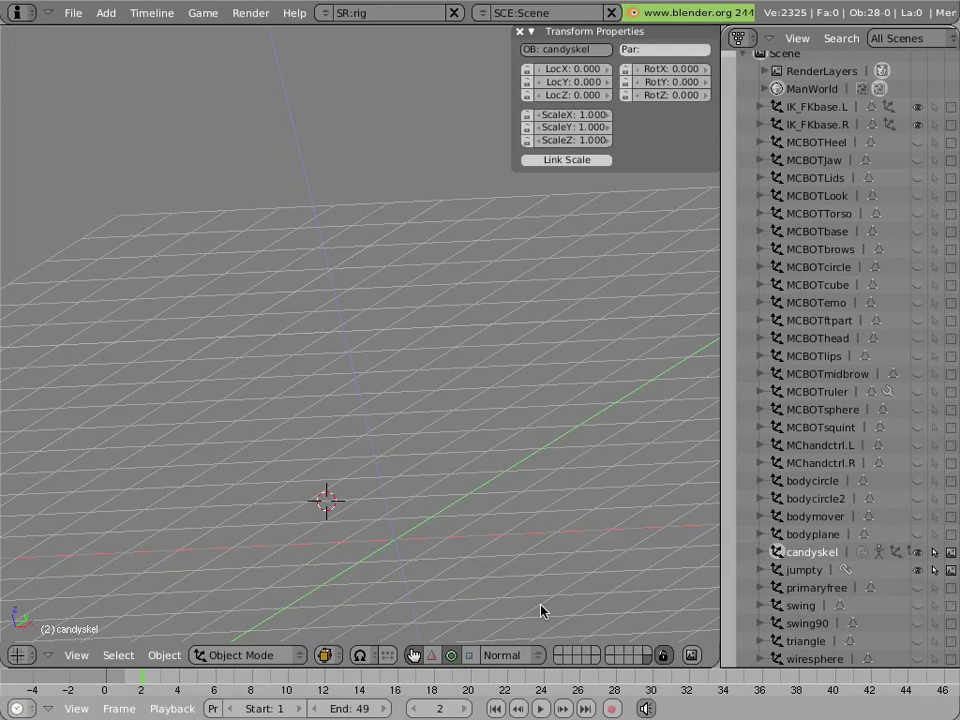 File Add Timeline Game Render Help SR:rig SCE:Scene www.blender.org 244 Ve:2325 | Fa:0 | Ob:28-0 | La:0 | Mer
Transform Properties
OB: candyskel Par:
LocX: 0.000 RotX: 0.000
LocY: 0.000 RotY: 0.000
LocZ: 0.000 RotZ: 0.000
ScaleX: 1.000
ScaleY: 1.000
ScaleZ: 1.000
Link Scale
View Search All Scenes
Scene
RenderLayers
ManWorld
IK_FKbase.L
IK_FKbase.R
MCBOTHeel
MCBOTJaw
MCBOTLids
MCBOTLook
MCBOTTorso
MCBOTbase
MCBOTbrows
MCBOTcircle
MCBOTcube
MCBOTemo
MCBOTftpart
MCBOThead
MCBOTlips
MCBOTmidbrow
MCBOTruler
MCBOTsphere
MCBOTsquint
MChandctrl.L
MChandctrl.R
bodycircle
bodycircle2
bodymover
bodyplane
candyskel
jumpty
primaryfree
swing
swing90
triangle
wiresphere
z
(2) candyskel
View Select Object Object Mode Normal
-4 -2 0 2 4 6 8 10 12 14 16 18 20 22 24 26 28 30 32 34 36 38 40 42 44 46
View Frame Playback Pr Start: 1 End: 49 2